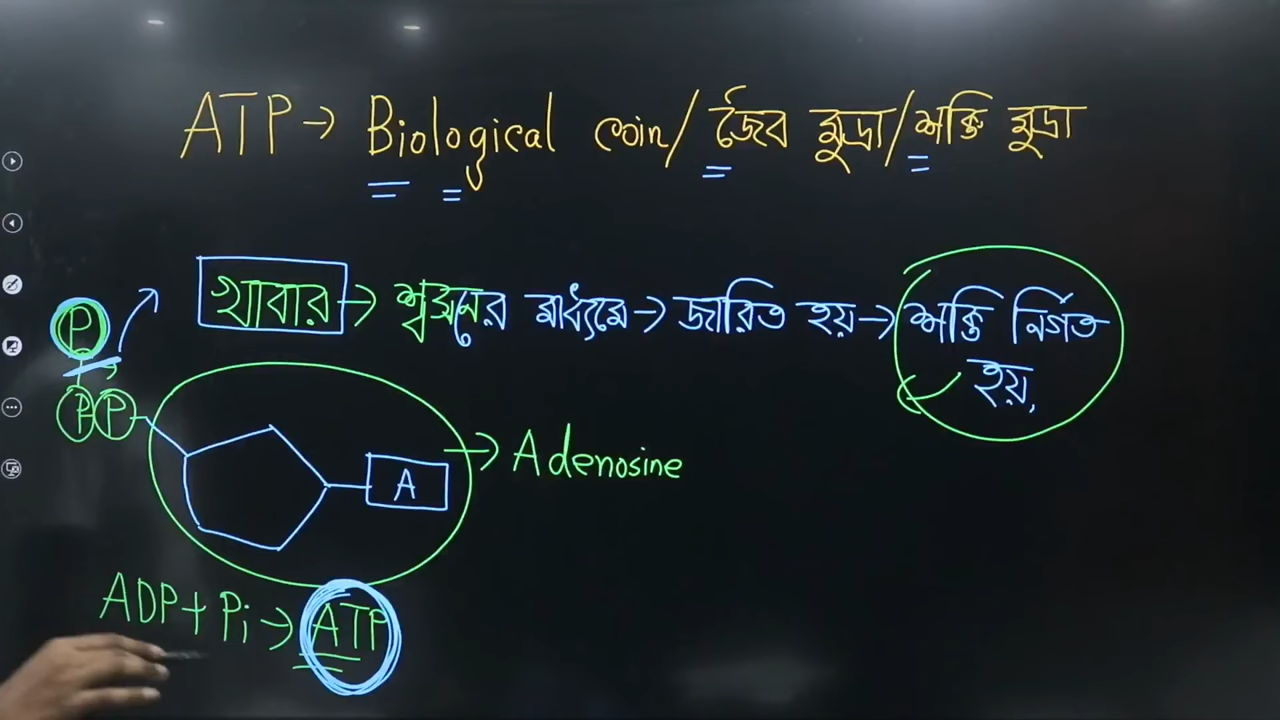 ATP→ Biological coin/ জৈব মুদ্রা/শক্তি মুদ্রা
খাবার → শ্বসনের মাধ্যমে→ জারিত হয়→ শক্তি নির্গত
হয়,
P
P P
A → Adenosine
ADP+ Pi → ATP